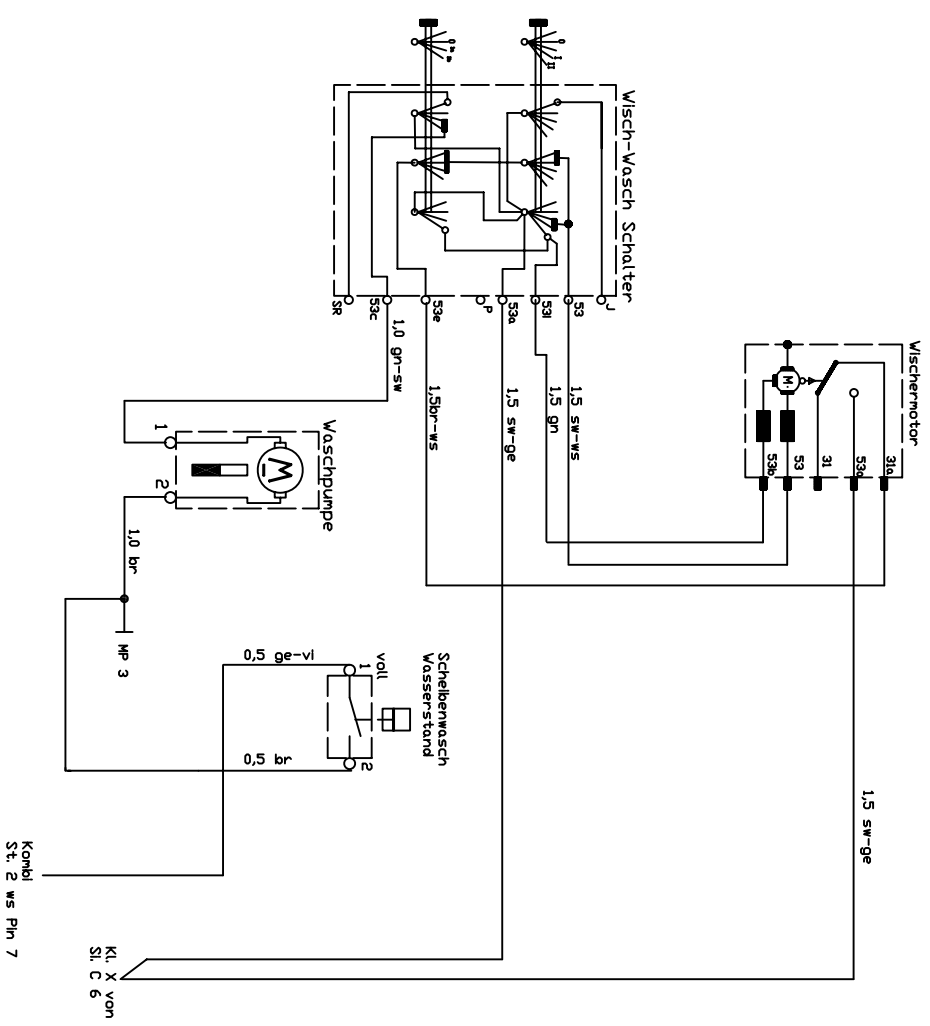 Wisch-Wasch Schalter
0
I
II
J
53
53l
53a
P
53e
53c
SR
Wischermotor
M
31a
53a
31
53
53b
1,5 sw-ws
1,5 gn
1,5 sw-ge
1,5br-ws
1,0 gn-sw
Waschpumpe
M
1
2
1,0 br
MP 3
Scheibenwasch
Wasserstand
voll
1
2
0,5 ge-vi
0,5 br
1,5 sw-ge
Kombi
St. 2 ws Pin 7
Kl. X von
Si. C 6